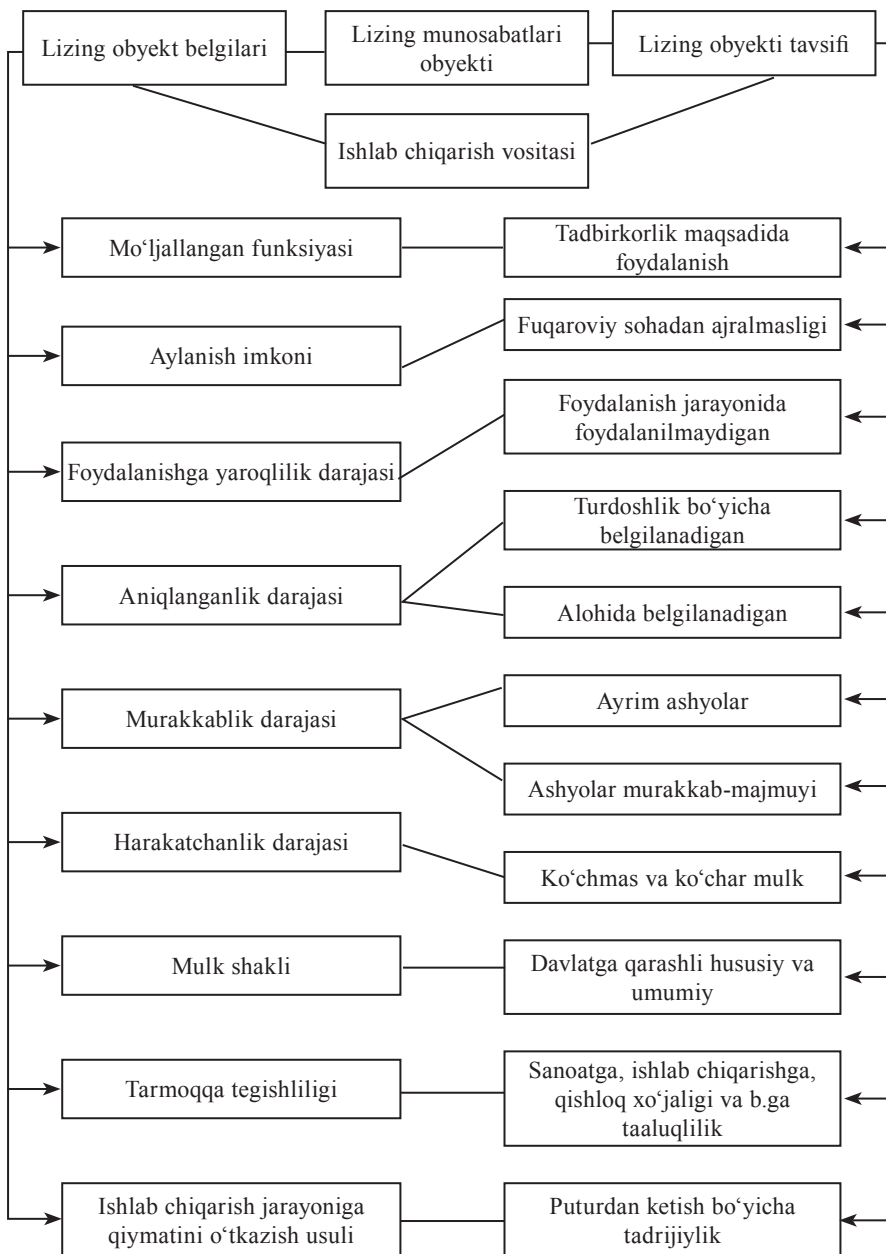 Lizing obyekt belgilari
Lizing munosabatlari
obyekti
Lizing obyekti tavsifi
Ishlab chiqarish vositasi
Mo‘ljallangan funksiyasi
Tadbirkorlik maqsadida
foydalanish
Aylanish imkoni
Fuqaroviy sohadan ajralmasligi
Foydalanishga yaroqlilik darajasi
Foydalanish jarayonida
foydalanilmaydigan
Aniqlanganlik darajasi
Turdoshlik bo‘yicha
belgilanadigan
Alohida belgilanadigan
Murakkablik darajasi
Ayrim ashyolar
Ashyolar murakkab-majmuyi
Harakatchanlik darajasi
Ko‘chmas va ko‘char mulk
Mulk shakli
Davlatga qarashli hususiy va
umumiy
Tarmoqqa tegishliligi
Sanoatga, ishlab chiqarishga,
qishloq xo‘jaligi va b.ga
taaluqlilik
Ishlab chiqarish jarayoniga
qiymatini o‘tkazish usuli
Puturdan ketish bo‘yicha
tadrijiylik